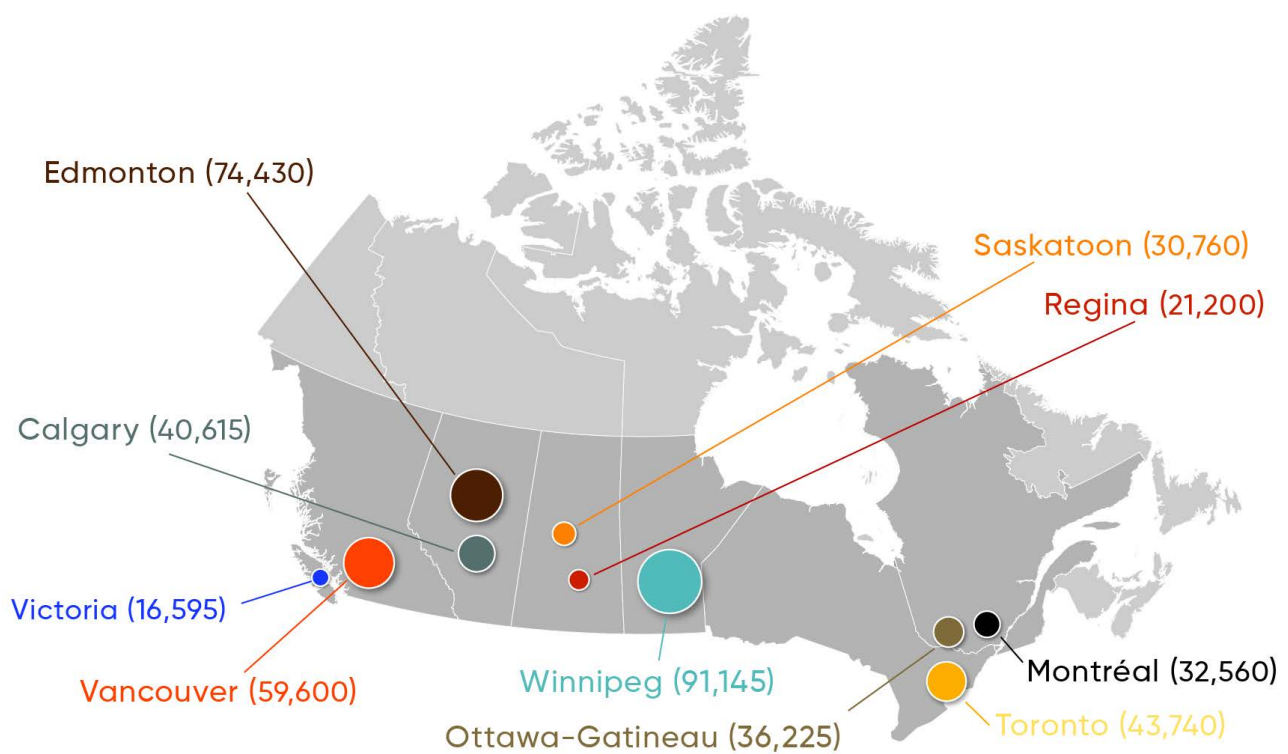 Edmonton (74,430)
Saskatoon (30,760)
Regina (21,200)
Calgary (40,615)
Victoria (16,595)
Vancouver (59,600)
Winnipeg (91,145)
Montréal (32,560)
Ottawa-Gatineau (36,225)
Toronto (43,740)